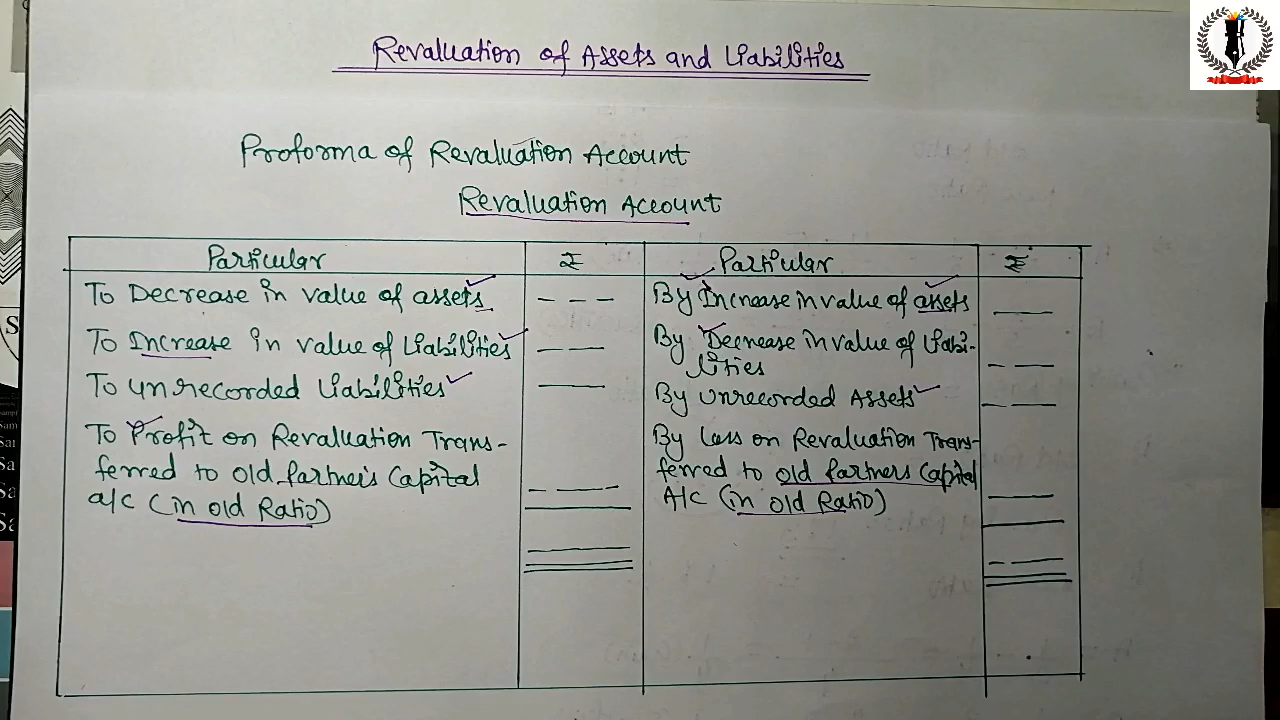 Revaluation of Assets and Liabilities
Proforma of Revaluation Account
Revaluation Account
Particular ₹ Particular ₹
To Decrease in value of assets
To Increase in value of Liabilities
To unrecorded Liabilities
To Profit on Revaluation Trans-
ferred to old Partner's Capital
a/c (in old Ratio)
By Increase in value of assets
By Decrease in value of Liabi-
lities
By unrecorded Assets
By Loss on Revaluation Trans-
ferred to old Partners Capital
A/c (in old Ratio)